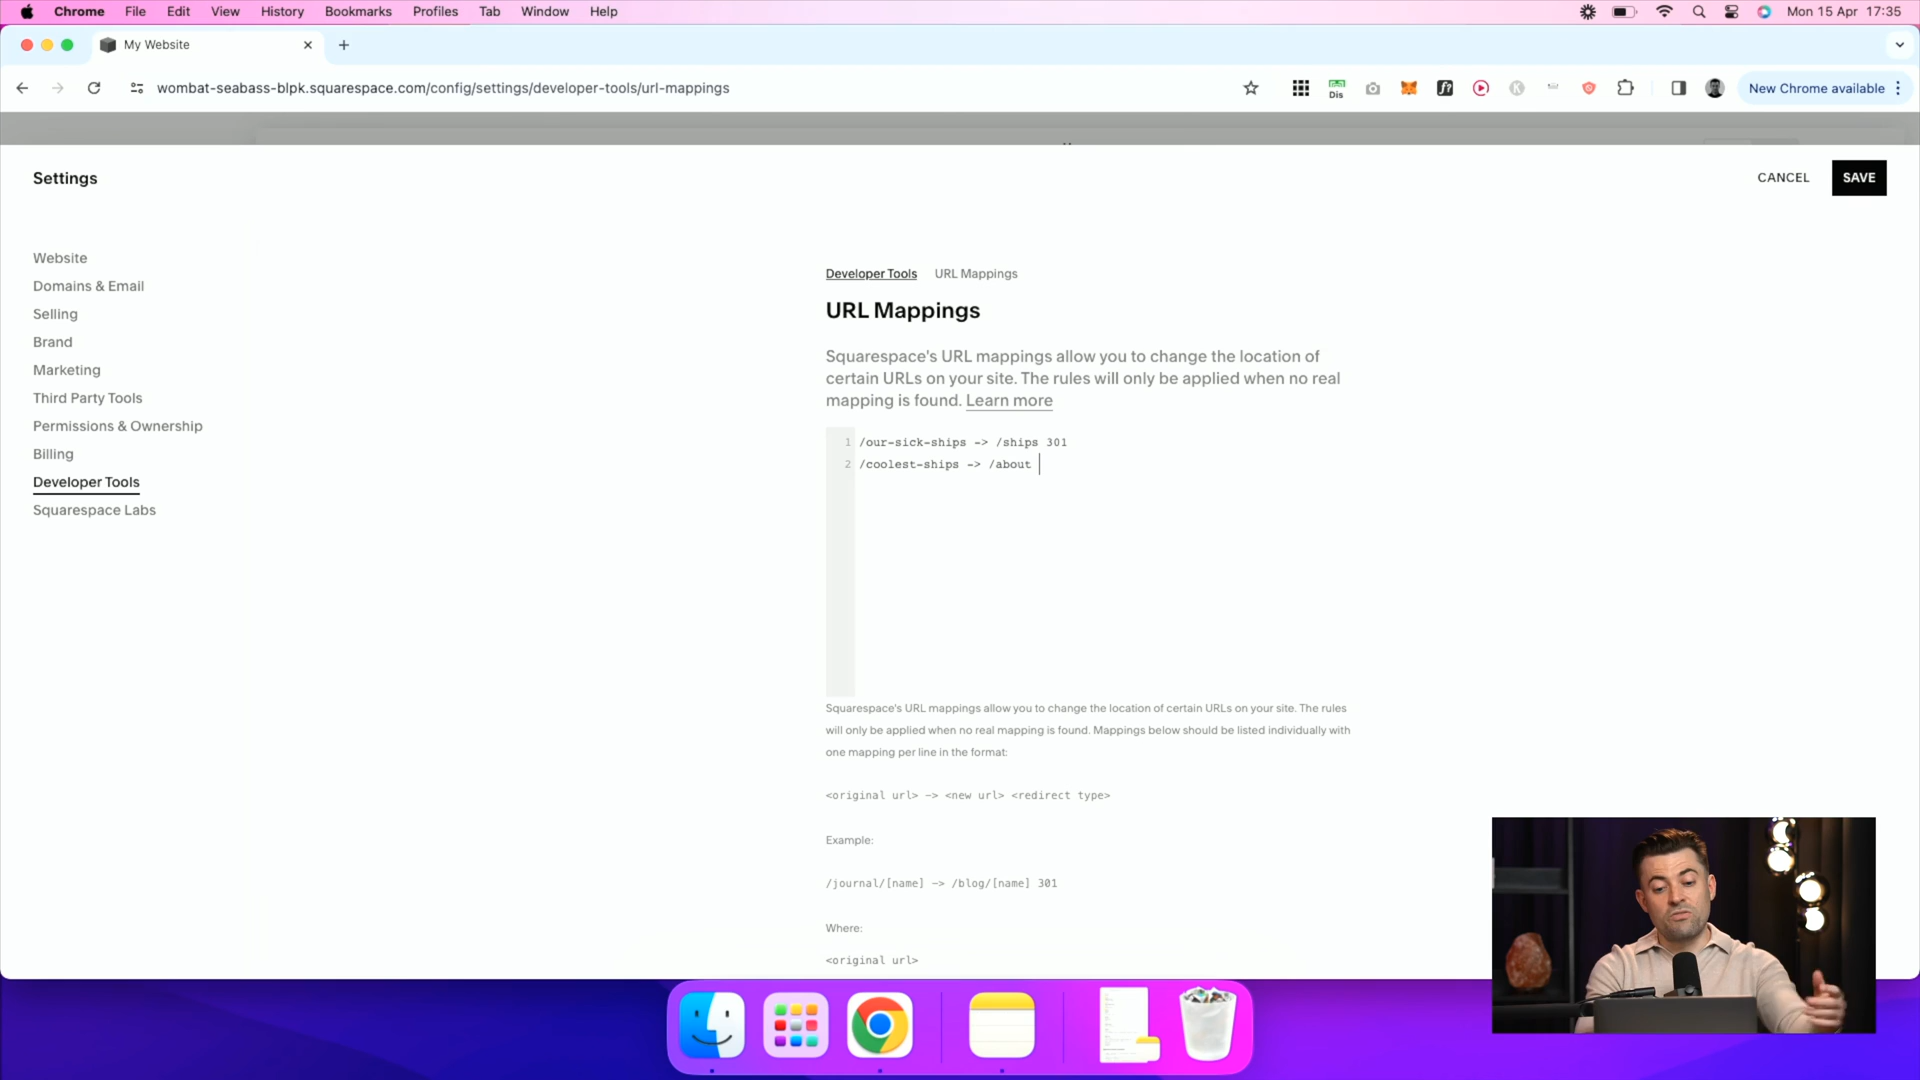 Chrome File Edit View History Bookmarks Profiles Tab Window Help Mon 15 Apr 17:35
My Website
wombat-seabass-blpk.squarespace.com/config/settings/developer-tools/url-mappings
Dis
New Chrome available
Settings
CANCEL
SAVE
Website
Domains & Email
Selling
Brand
Marketing
Third Party Tools
Permissions & Ownership
Billing
Developer Tools
Squarespace Labs
Developer Tools URL Mappings
URL Mappings
Squarespace's URL mappings allow you to change the location of
certain URLs on your site. The rules will only be applied when no real
mapping is found. Learn more
1 /our-sick-ships -> /ships 301
2 /coolest-ships -> /about
Squarespace's URL mappings allow you to change the location of certain URLs on your site. The rules
will only be applied when no real mapping is found. Mappings below should be listed individually with
one mapping per line in the format:
<original url> -> <new url> <redirect type>
Example:
/journal/[name] -> /blog/[name] 301
Where:
<original url>